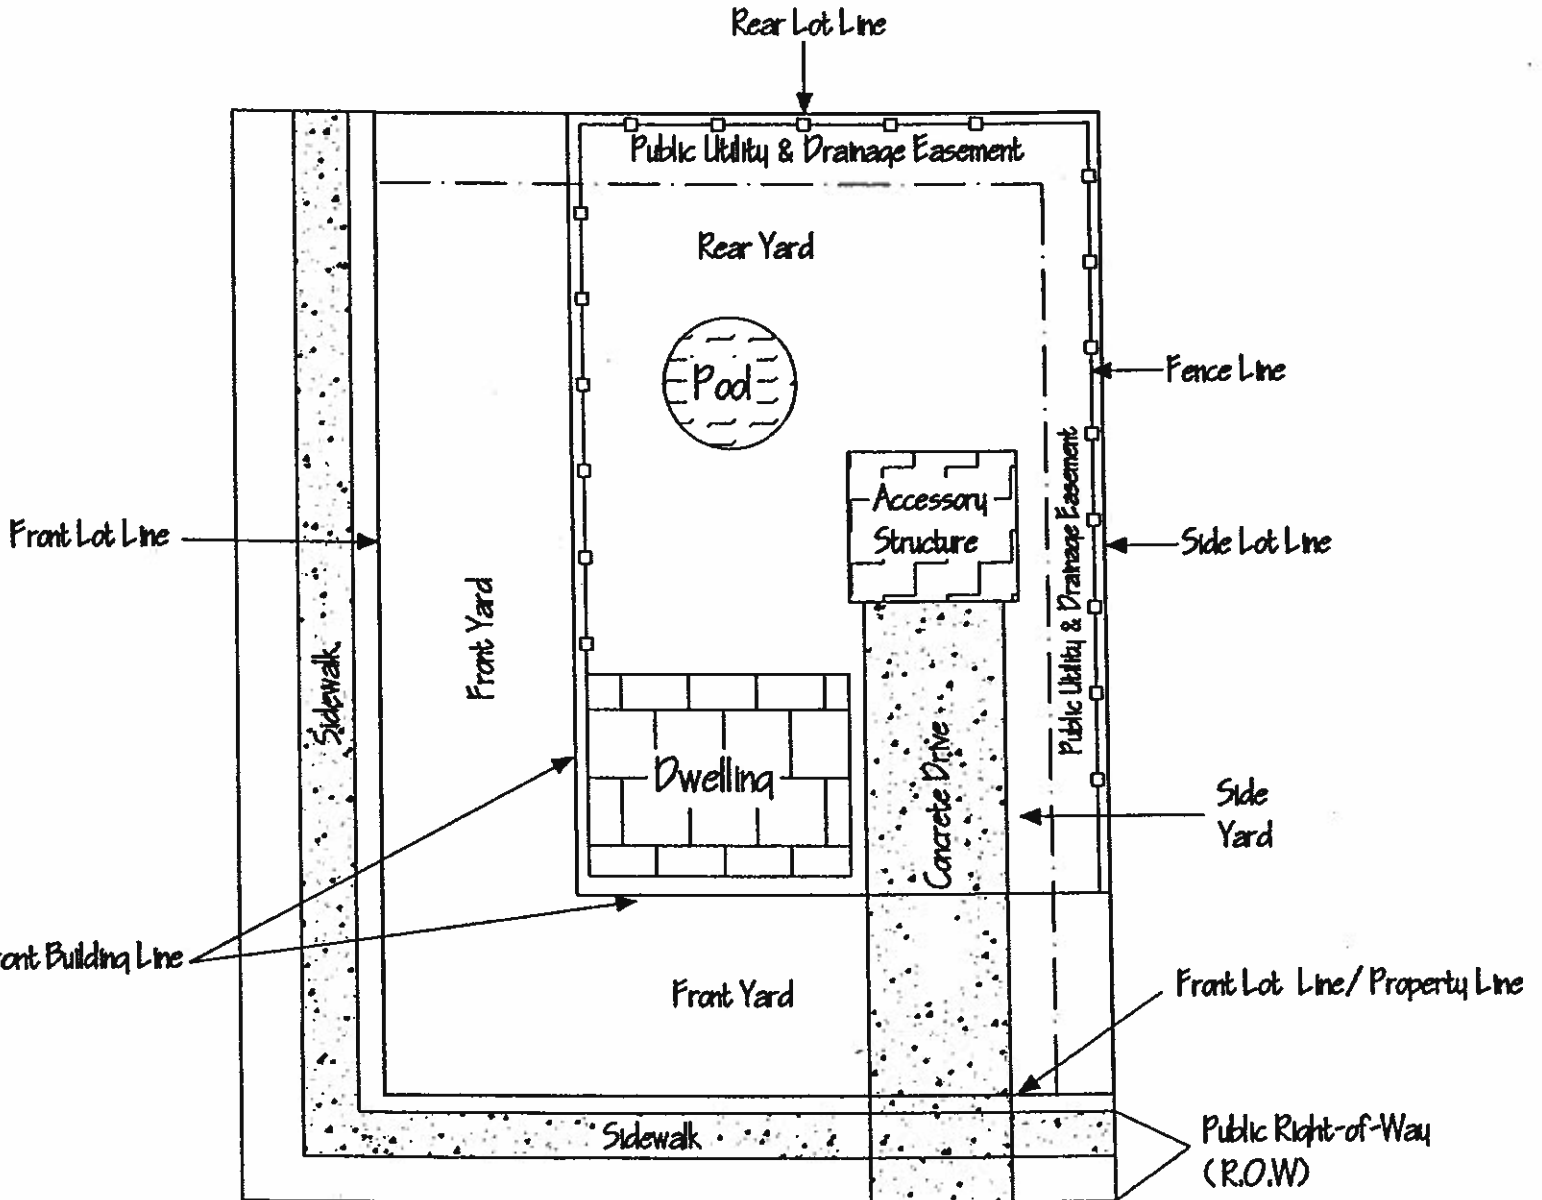 Rear Lot Line
Public Utility & Drainage Easement
Rear Yard
Pool
Fence Line
Accessory
Structure
Public Utility & Drainage Easement
Side Lot Line
Front Lot Line
Front Yard
Sidewalk
Dwelling
Concrete Drive
Side
Yard
ont Building Line
Front Yard
Front Lot Line/ Property Line
Sidewalk
Public Right-of-Way
(R.O.W)